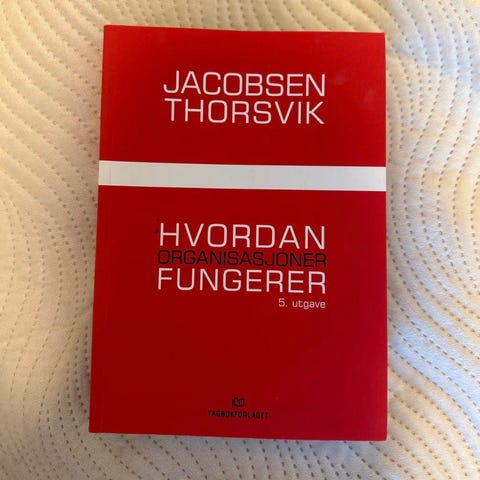 JACOBSEN
THORSVIK
HVORDAN
ORGANISASJONER
FUNGERER
5. utgave
FAGBOKFORLAGET